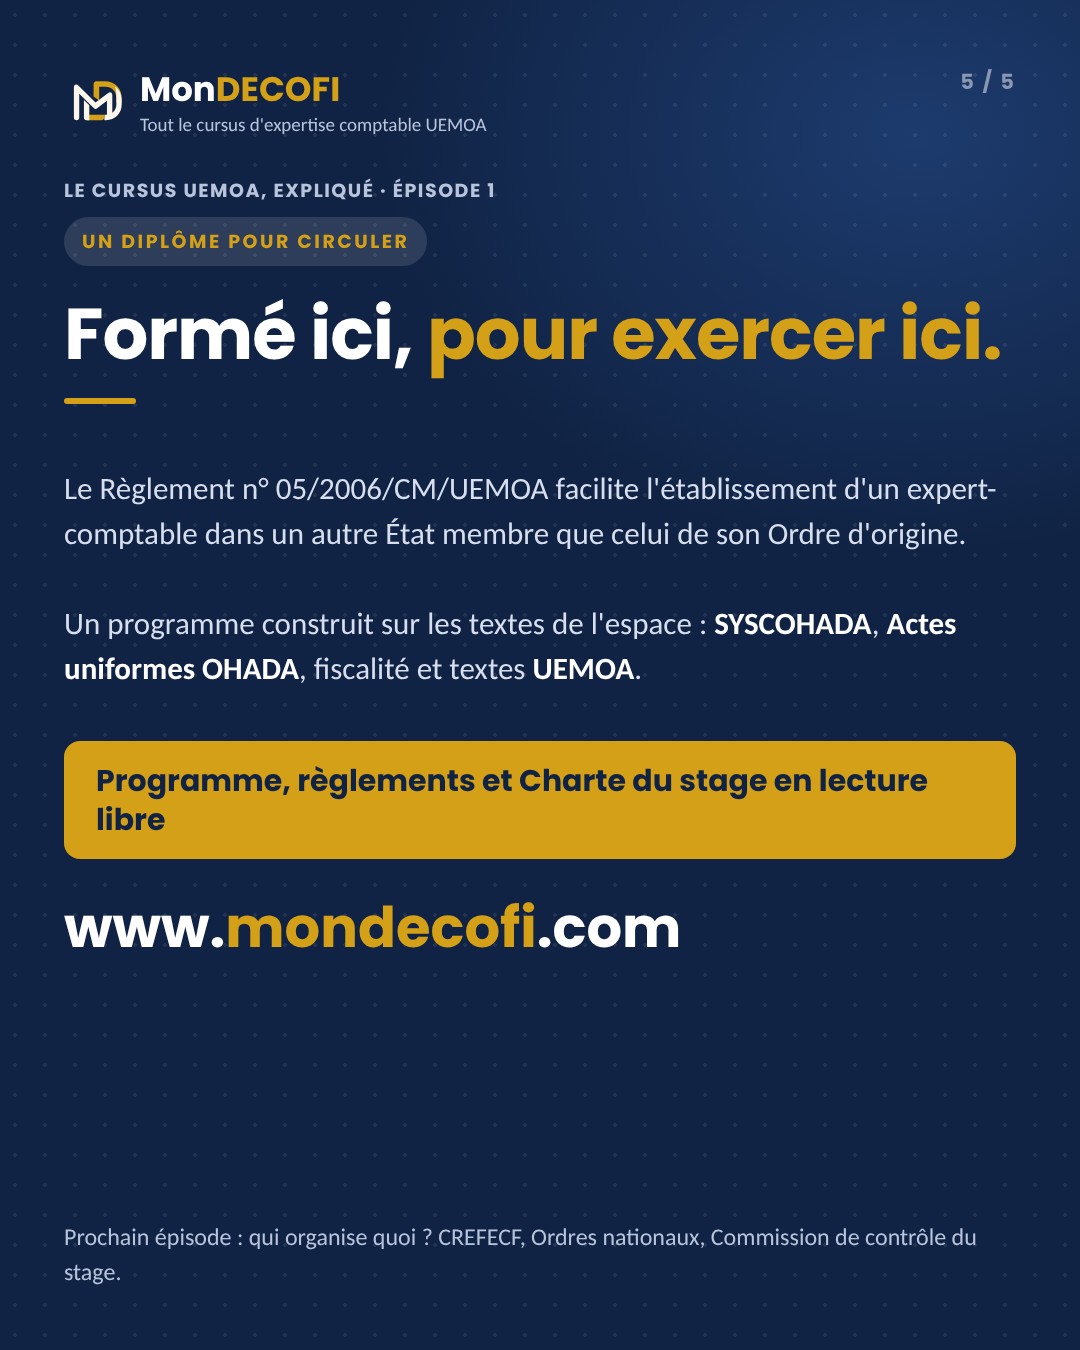 MonDECOFI
Tout le cursus d'expertise comptable UEMOA
5 / 5
LE CURSUS UEMOA, EXPLIQUÉ · ÉPISODE 1
UN DIPLÔME POUR CIRCULER
Formé ici, pour exercer ici.
Le Règlement n° 05/2006/CM/UEMOA facilite l'établissement d'un expert-
comptable dans un autre État membre que celui de son Ordre d'origine.
Un programme construit sur les textes de l'espace : SYSCOHADA, Actes
uniformes OHADA, fiscalité et textes UEMOA.
Programme, règlements et Charte du stage en lecture
libre
www.mondecofi.com
Prochain épisode : qui organise quoi ? CREFECF, Ordres nationaux, Commission de contrôle du
stage.